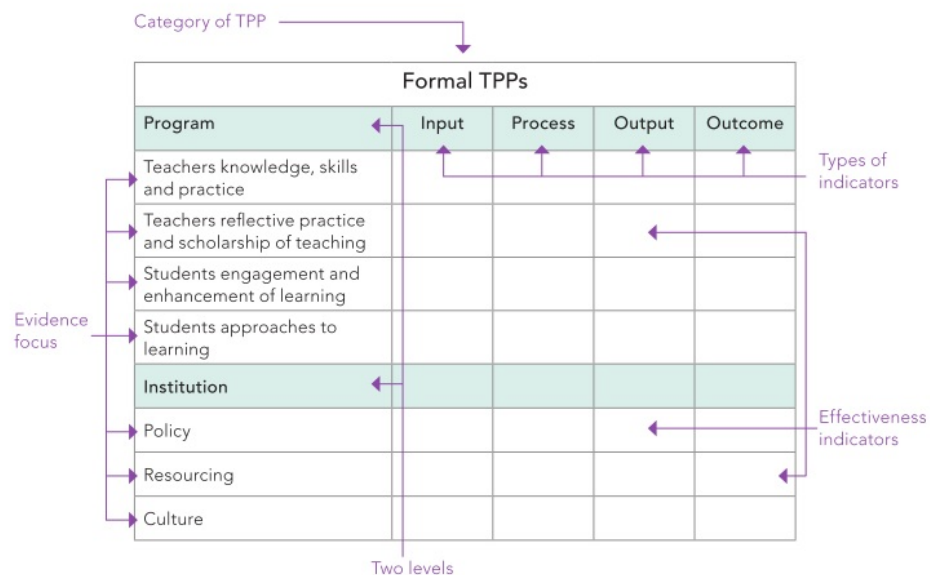 Category of TPP
Formal TPPs
Program Input Process Output Outcome
Types of
indicators
Teachers knowledge, skills
and practice
Teachers reflective practice
and scholarship of teaching
Students engagement and
enhancement of learning
Evidence
focus
Students approaches to
learning
Institution
Effectiveness
indicators
Policy
Resourcing
Culture
Two levels